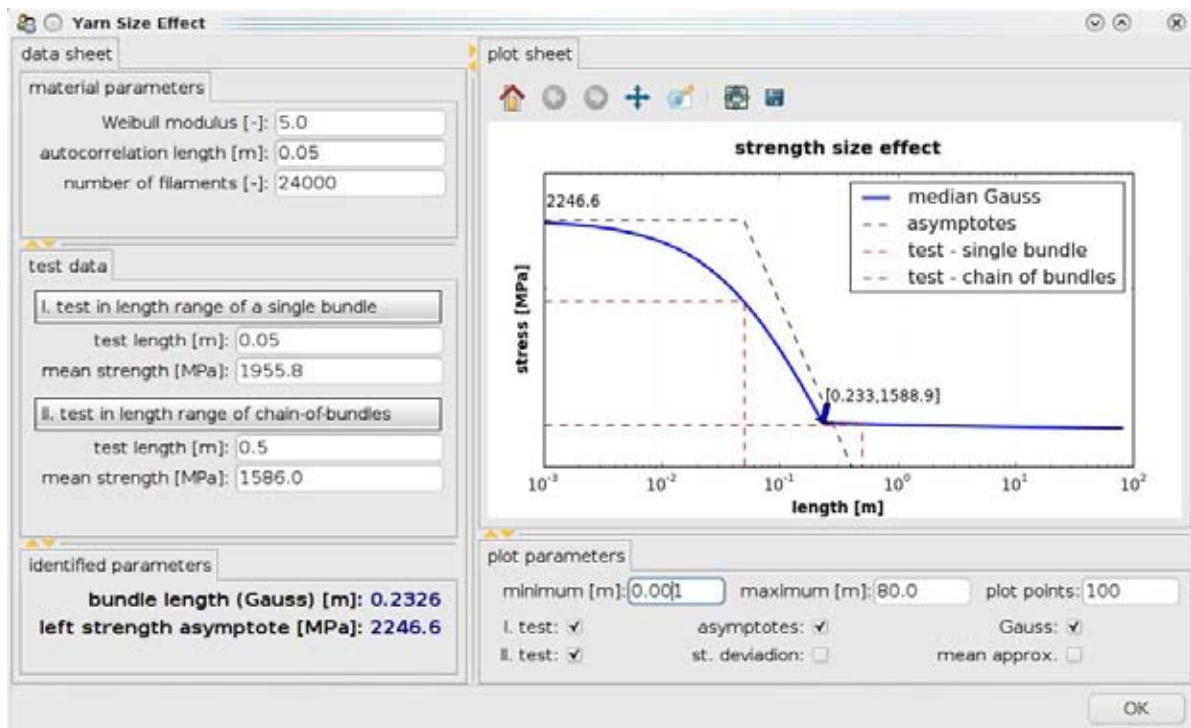 Yarn Size Effect
data sheet
material parameters
Weibull modulus [-]: 5.0
autocorrelation length [m]: 0.05
number of filaments [-]: 24000
test data
I. test in length range of a single bundle
test length [m]: 0.05
mean strength [MPa]: 1955.8
II. test in length range of chain-of-bundles
test length [m]: 0.5
mean strength [MPa]: 1586.0
identified parameters
bundle length (Gauss) [m]: 0.2326
left strength asymptote [MPa]: 2246.6
plot sheet
strength size effect
2246.6
median Gauss
asymptotes
test - single bundle
test - chain of bundles
stress [MPa]
[0.233,1588.9]
10⁻³ 10⁻² 10⁻¹ 10⁰ 10¹ 10²
length [m]
plot parameters
minimum [m]: 0.001 maximum [m]: 80.0 plot points: 100
I. test: asymptotes: Gauss:
II. test: st. deviadion: mean approx.
OK